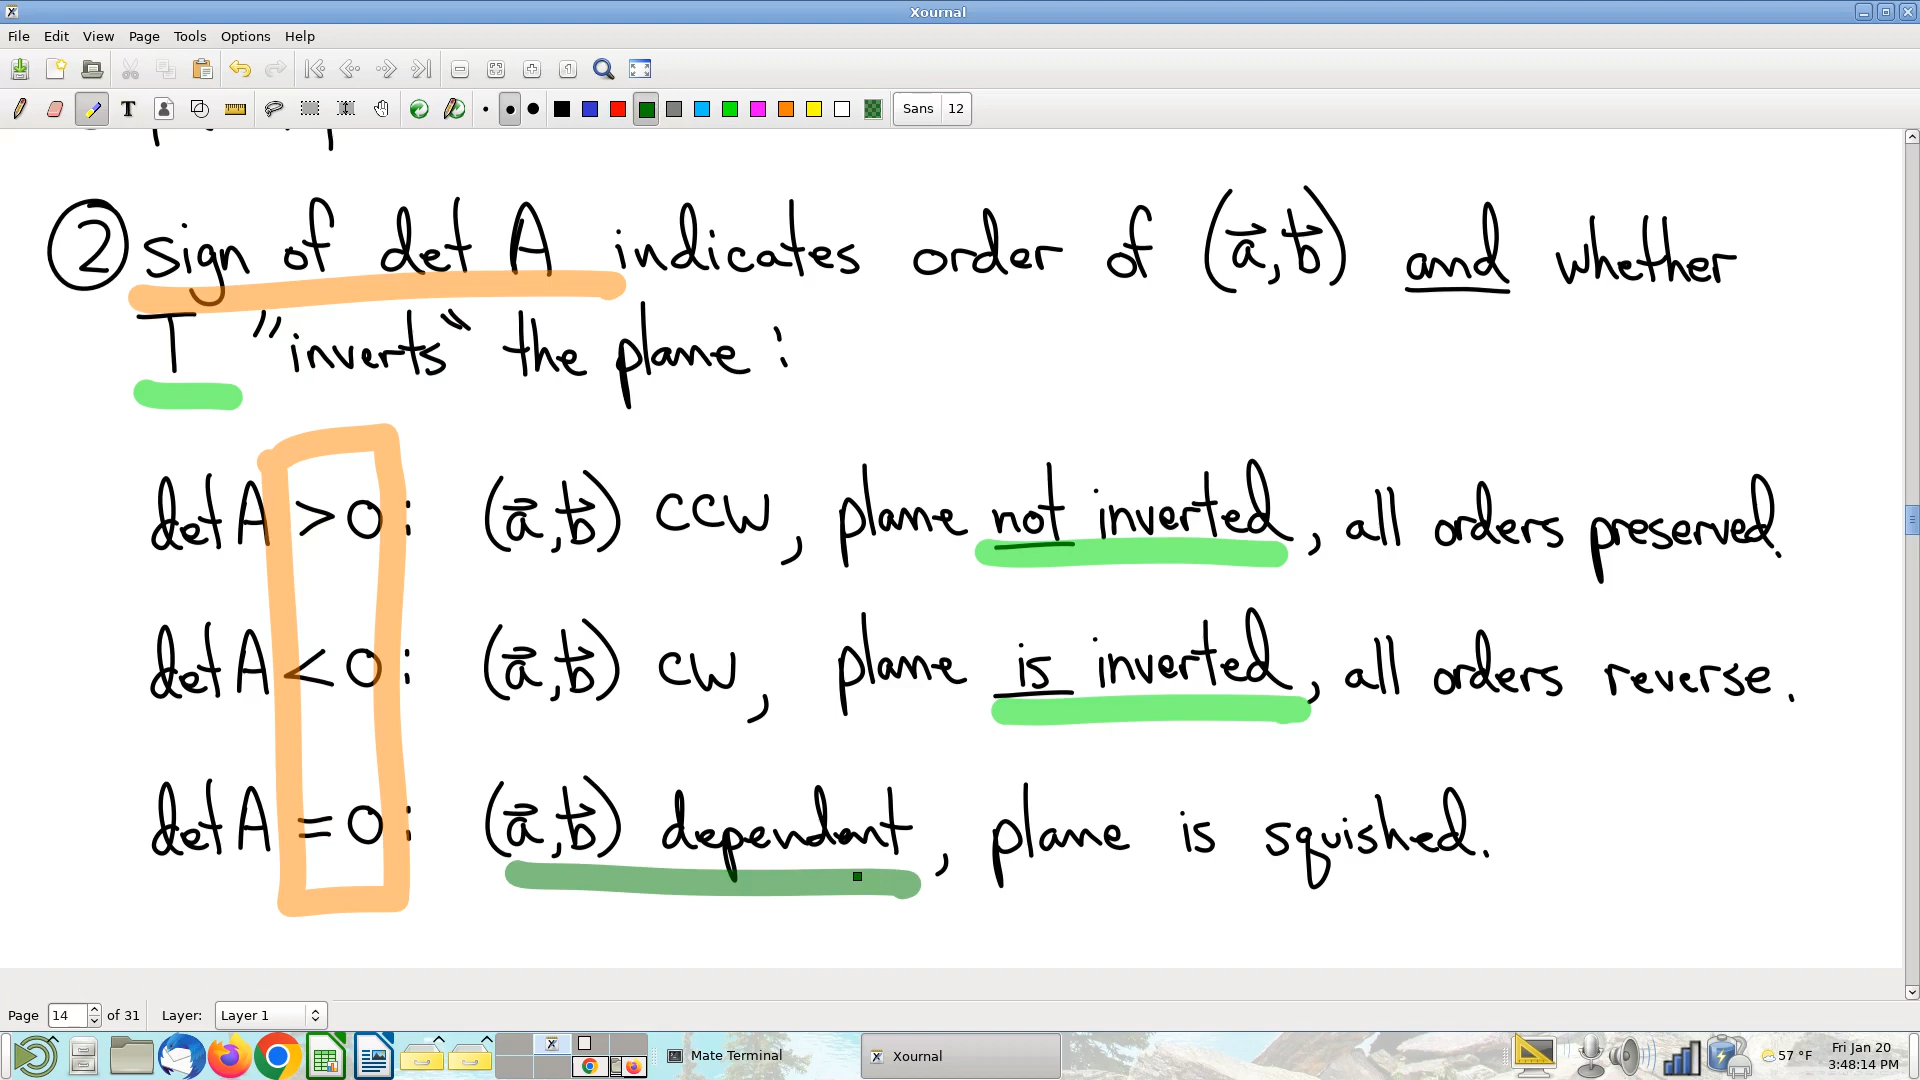 Xournal
File Edit View Page Tools Options Help
Sans 12
② sign of det A indicates order of (a⃗, b⃗) and whether
T "inverts" the plane :
det A > 0 : (a⃗, b⃗) CCW, plane not inverted, all orders preserved.
det A < 0 : (a⃗, b⃗) CW, plane is inverted, all orders reverse.
det A = 0 : (a⃗, b⃗) dependent, plane is squished.
Page 14 of 31 Layer: Layer 1
Mate Terminal Xournal 57 °F Fri Jan 20
3:48:14 PM